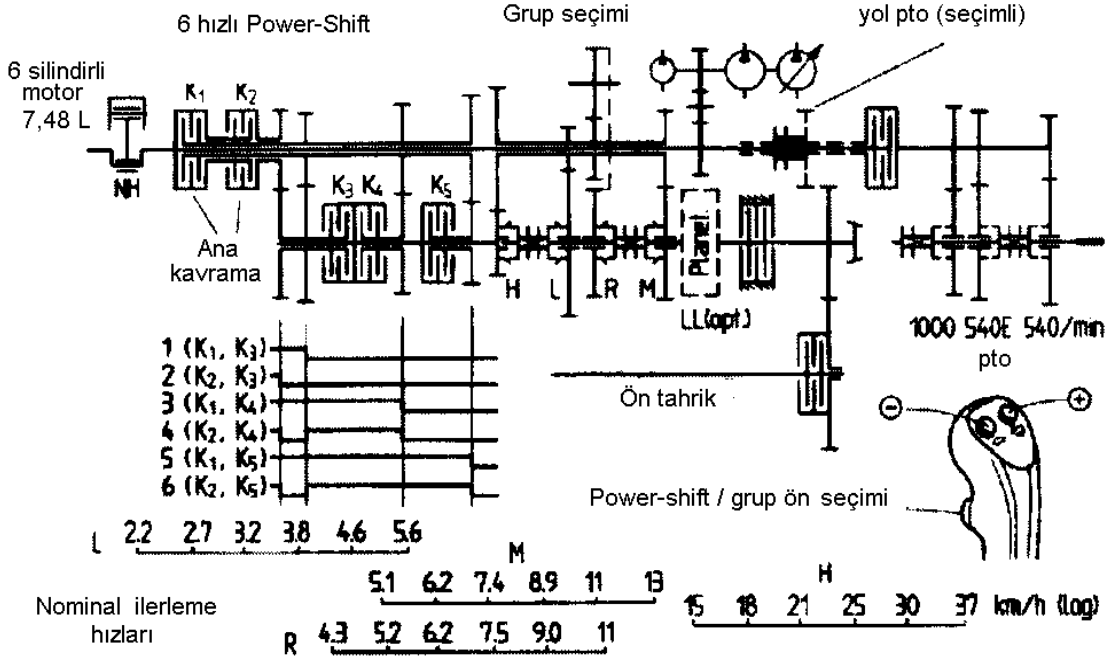 6 hızlı Power-Shift
Grup seçimi
yol pto (seçimli)
6 silindirli
motor
7,48 L
K1 K2
NH
K3 K4 K5
Ana
kavrama
H L R M
Planet
LL(opt)
1000 540E 540/min
pto
1 (K1, K3)
2 (K2, K3)
3 (K1, K4)
4 (K2, K4)
5 (K1, K5)
6 (K2, K5)
Ön tahrik
- +
Power-shift / grup ön seçimi
L 2.2 2.7 3.2 3.8 4.6 5.6
M
5.1 6.2 7.4 8.9 11 13
H
15 18 21 25 30 37 km/h (log)
Nominal ilerleme
hızları
R 4.3 5.2 6.2 7.5 9.0 11